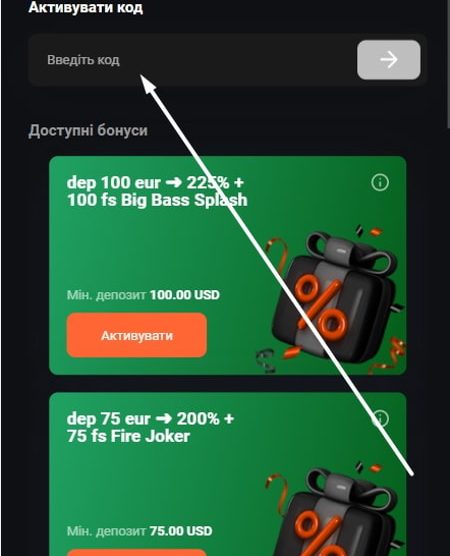 Активувати код
Введіть код
Доступні бонуси
dep 100 eur ➜ 225% +
100 fs Big Bass Splash
Мін. депозит 100.00 USD
Активувати
dep 75 eur ➜ 200% +
75 fs Fire Joker
Мін. депозит 75.00 USD